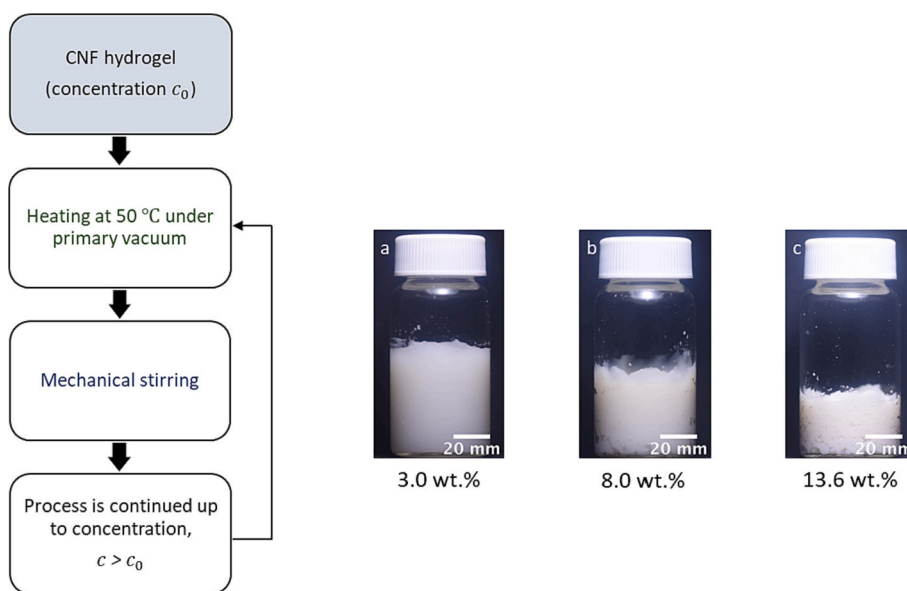 CNF hydrogel
(concentration c₀)
Heating at 50 ℃ under
primary vacuum
Mechanical stirring
Process is continued up
to concentration,
c > c₀
a
20 mm
3.0 wt.%
b
20 mm
8.0 wt.%
c
20 mm
13.6 wt.%